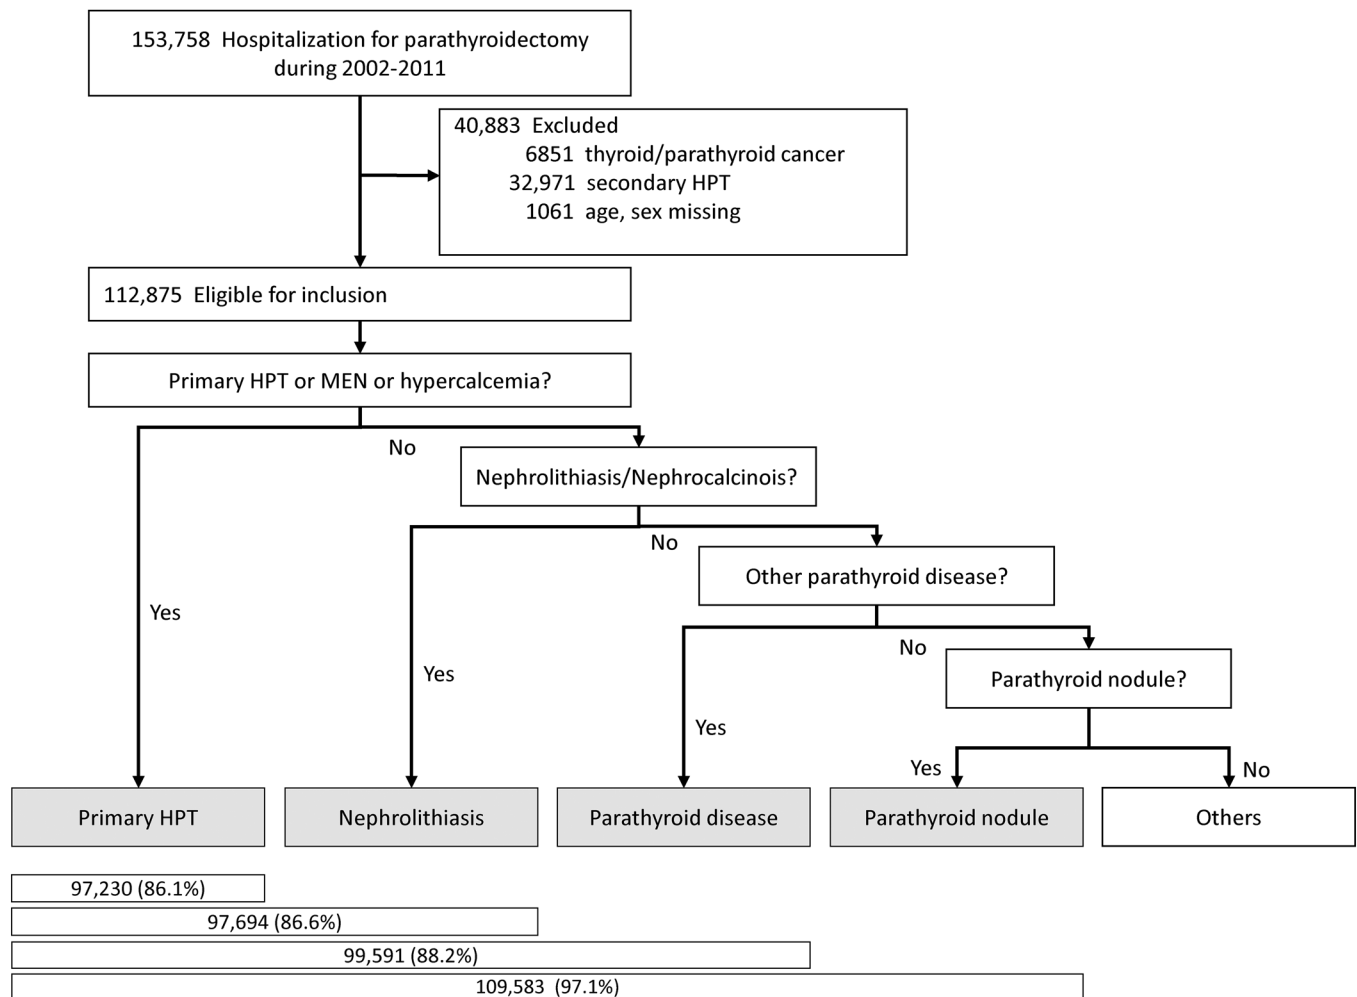 153,758 Hospitalization for parathyroidectomy
during 2002-2011
40,883 Excluded
6851 thyroid/parathyroid cancer
32,971 secondary HPT
1061 age, sex missing
112,875 Eligible for inclusion
Primary HPT or MEN or hypercalcemia?
No
Nephrolithiasis/Nephrocalcinois?
No
Other parathyroid disease?
Yes
No
Yes
Parathyroid nodule?
Yes
Yes
No
Primary HPT
Nephrolithiasis
Parathyroid disease
Parathyroid nodule
Others
97,230 (86.1%)
97,694 (86.6%)
99,591 (88.2%)
109,583 (97.1%)